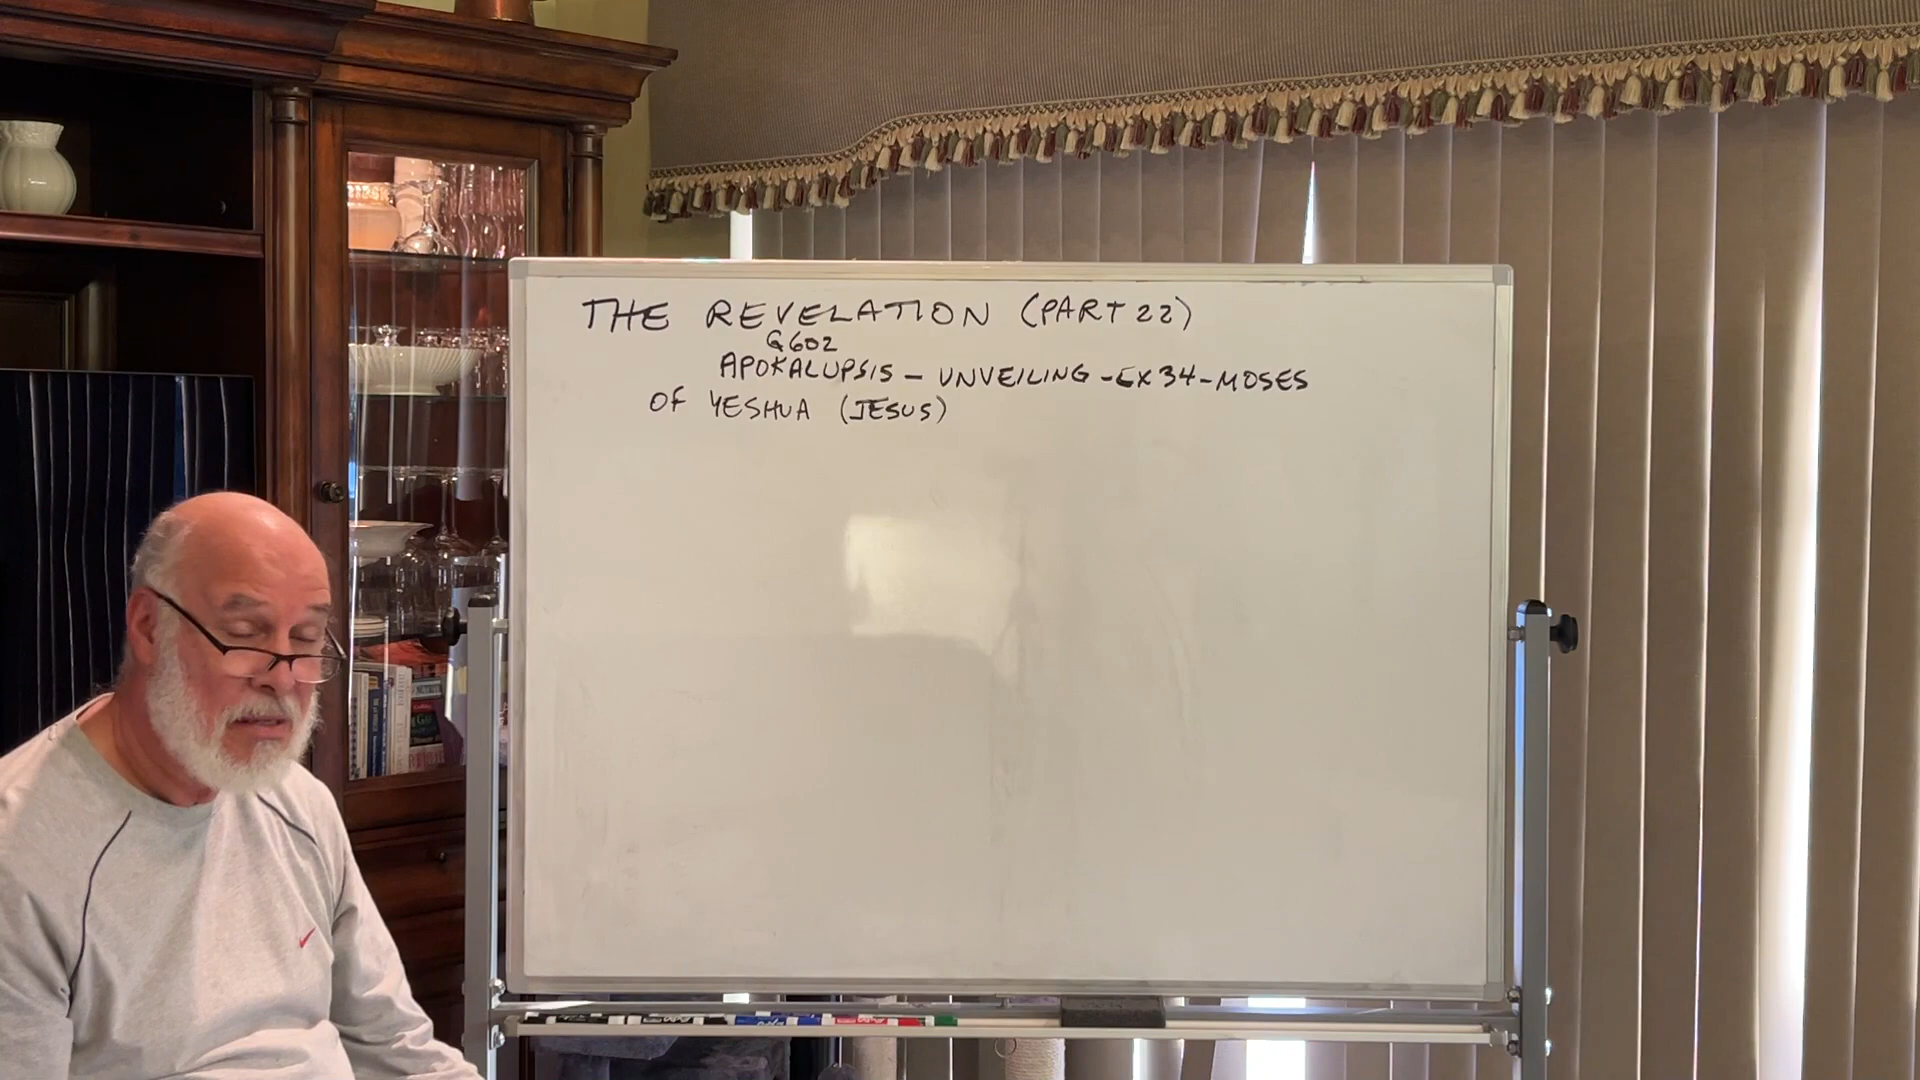 THE REVELATION (PART 22)
G602
APOKALUPSIS - UNVEILING - EX 34 - MOSES
OF YESHUA (JESUS)